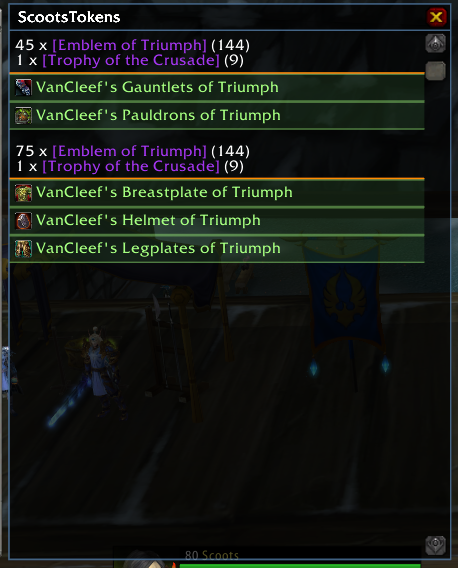 ScootsTokens
45 x [Emblem of Triumph] (144)
1 x [Trophy of the Crusade] (9)
VanCleef's Gauntlets of Triumph
VanCleef's Pauldrons of Triumph
75 x [Emblem of Triumph] (144)
1 x [Trophy of the Crusade] (9)
VanCleef's Breastplate of Triumph
VanCleef's Helmet of Triumph
VanCleef's Legplates of Triumph
80 Scoots